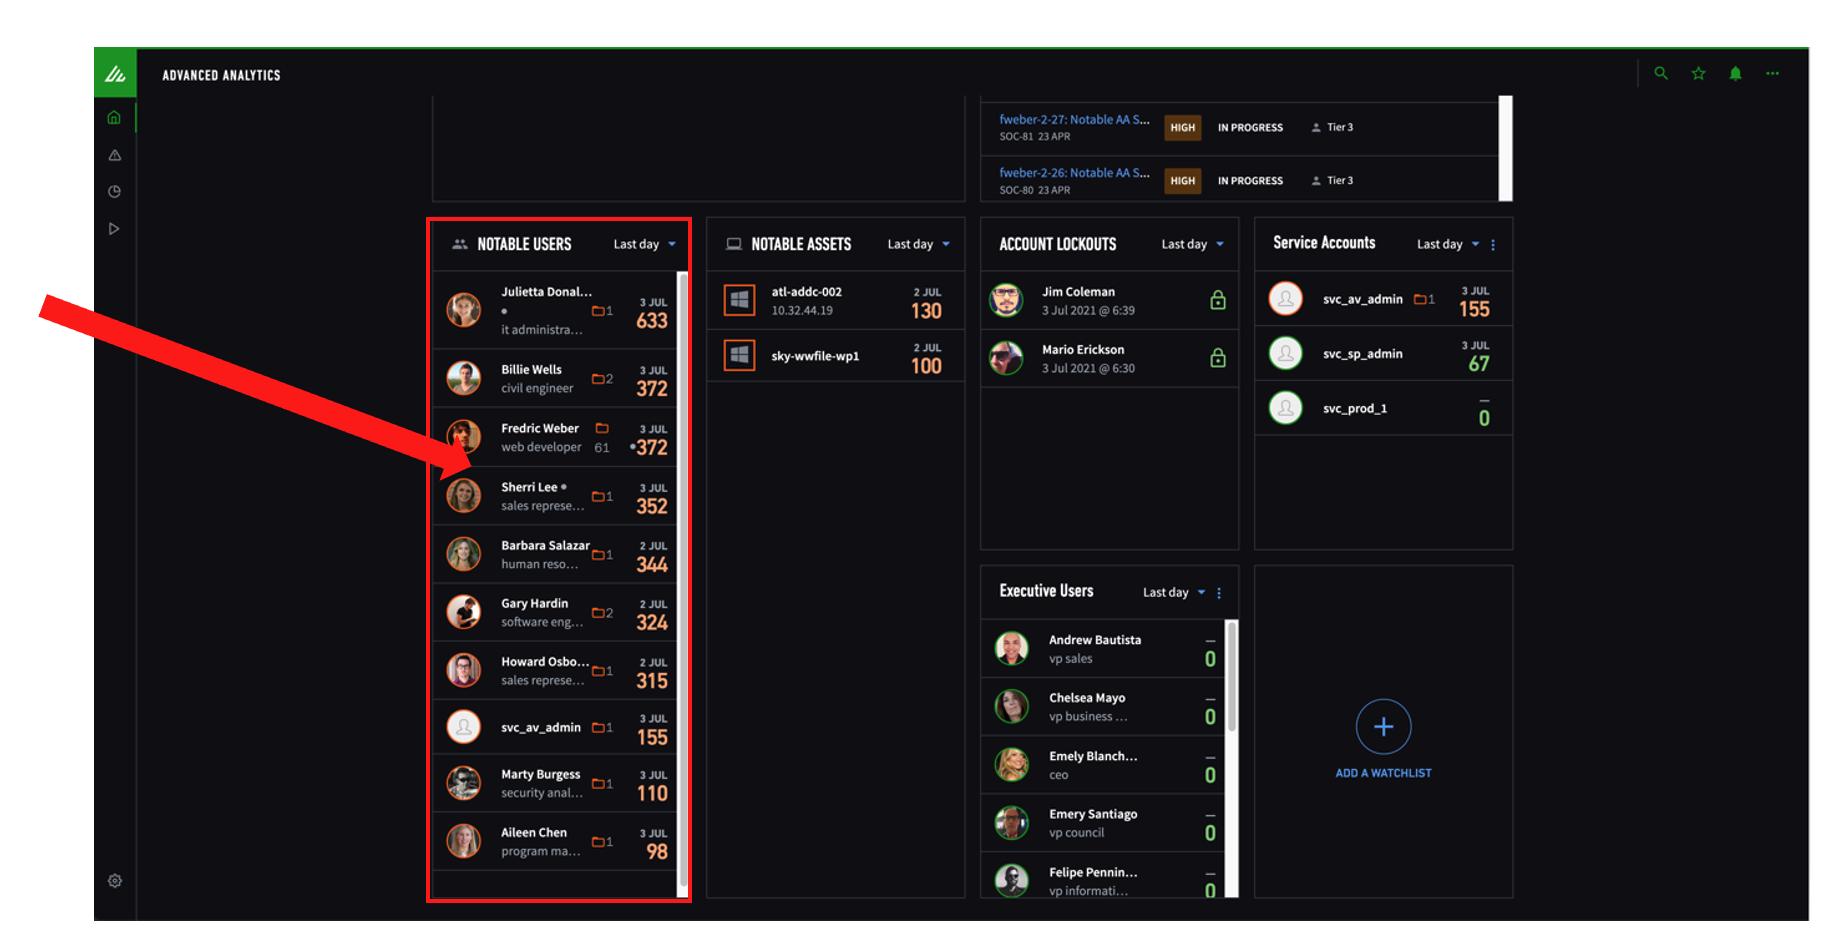 ADVANCED ANALYTICS
fweber-2-27: Notable AA S...
HIGH
IN PROGRESS
Tier 3
SOC-81 23 APR
fweber-2-26: Notable AA S...
HIGH
IN PROGRESS
Tier 3
SOC-80 23 APR
NOTABLE USERS
Last day
Julietta Donal...
1
3 JUL
633
it administra...
Billie Wells
civil engineer
2
3 JUL
372
Fredric Weber
web developer
61
3 JUL
372
Sherri Lee
sales represe...
1
3 JUL
352
Barbara Salazar
human reso...
1
2 JUL
344
Gary Hardin
software eng...
2
2 JUL
324
Howard Osbo...
sales represe...
1
2 JUL
315
svc_av_admin
1
3 JUL
155
Marty Burgess
security anal...
1
3 JUL
110
Aileen Chen
program ma...
1
3 JUL
98
NOTABLE ASSETS
Last day
atl-addc-002
10.32.44.19
2 JUL
130
sky-wwfile-wp1
2 JUL
100
ACCOUNT LOCKOUTS
Last day
Jim Coleman
3 Jul 2021 @ 6:39
Mario Erickson
3 Jul 2021 @ 6:30
Service Accounts
Last day
svc_av_admin
1
3 JUL
155
svc_sp_admin
3 JUL
67
svc_prod_1
—
0
Executive Users
Last day
Andrew Bautista
vp sales
—
0
Chelsea Mayo
vp business ...
—
0
Emely Blanch...
ceo
—
0
Emery Santiago
vp council
—
0
Felipe Pennin...
vp informati...
—
0
ADD A WATCHLIST